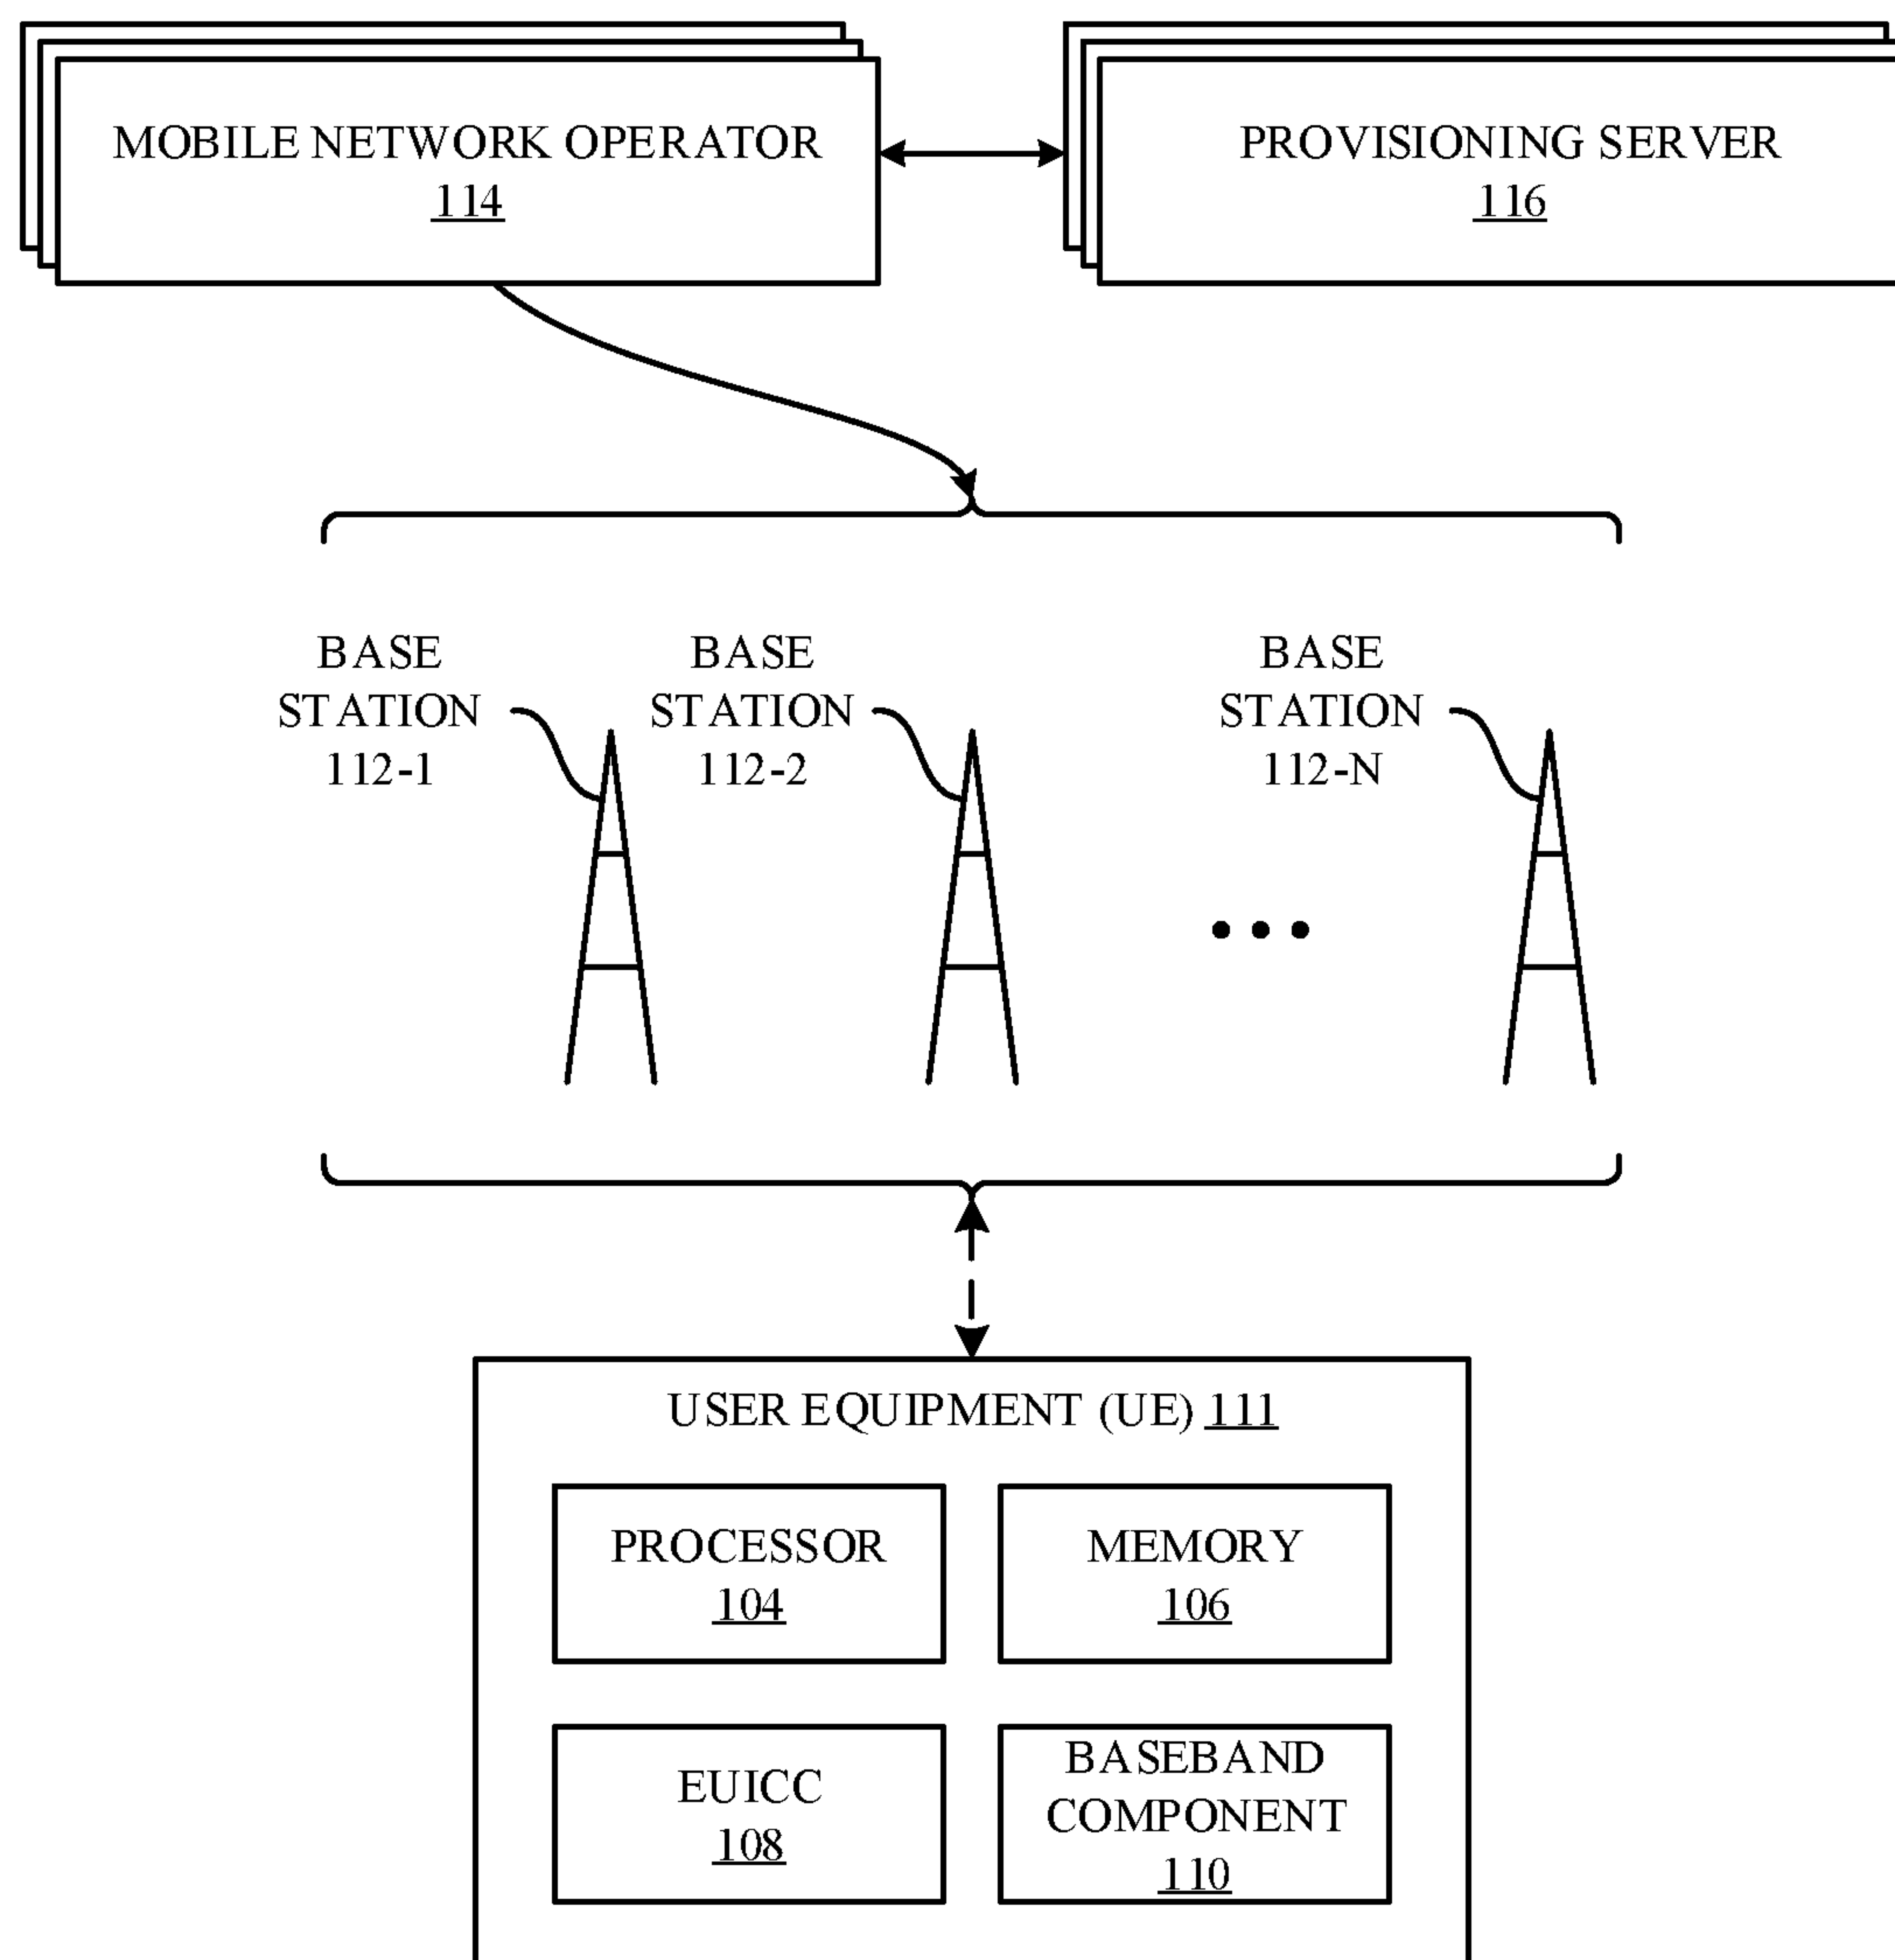 MOBILE NETWORK OPERATOR
114
PROVISIONING SERVER
116
BASE
STATION
112-1
BASE
STATION
112-2
BASE
STATION
112-N
USER EQUIPMENT (UE) 111
PROCESSOR
104
MEMORY
106
EUICC
108
BASEBAND
COMPONENT
110